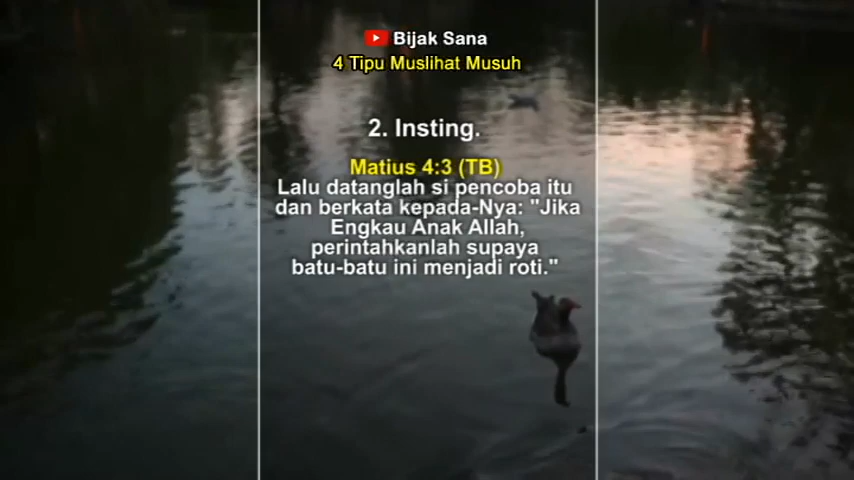 Bijak Sana
4 Tipu Muslihat Musuh
2. Insting.
Matius 4:3 (TB)
Lalu datanglah si pencoba itu
dan berkata kepada-Nya: "Jika
Engkau Anak Allah,
perintahkanlah supaya
batu-batu ini menjadi roti."